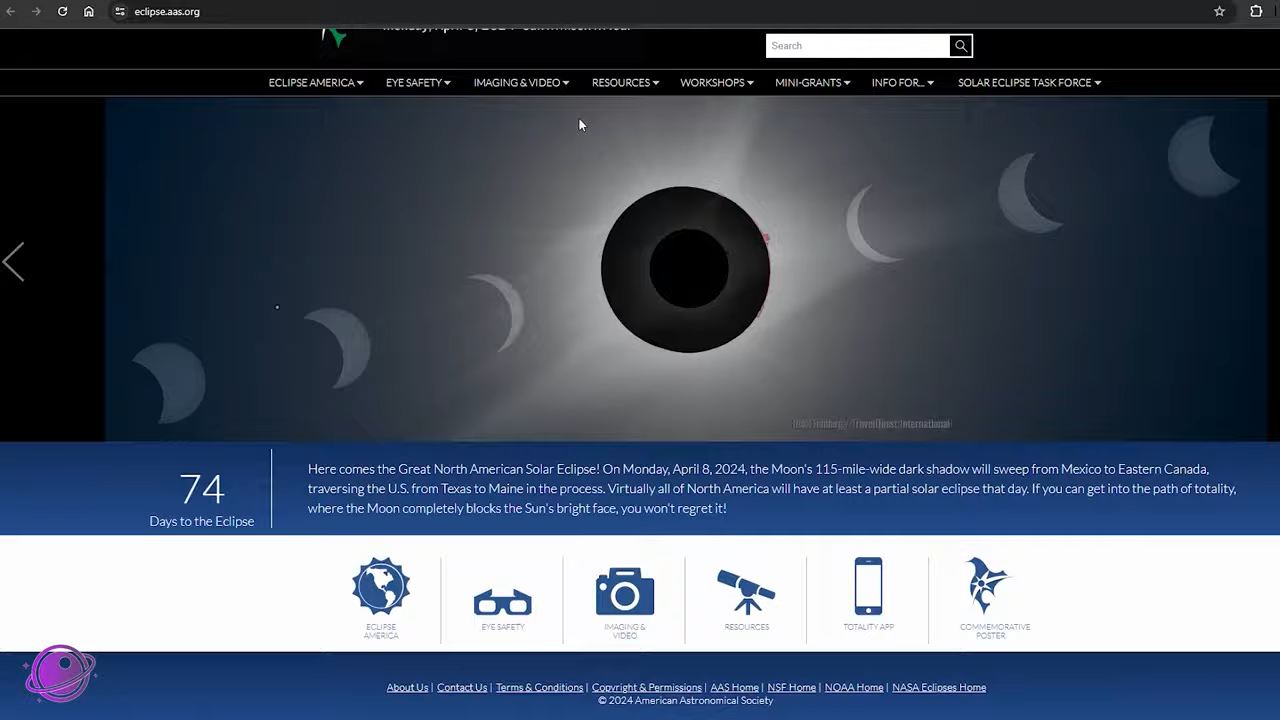 eclipse.aas.org
Search
ECLIPSE AMERICA EYE SAFETY IMAGING & VIDEO RESOURCES WORKSHOPS MINI-GRANTS INFO FOR... SOLAR ECLIPSE TASK FORCE
74
Days to the Eclipse
Here comes the Great North American Solar Eclipse! On Monday, April 8, 2024, the Moon's 115-mile-wide dark shadow will sweep from Mexico to Eastern Canada,
traversing the U.S. from Texas to Maine in the process. Virtually all of North America will have at least a partial solar eclipse that day. If you can get into the path of totality,
where the Moon completely blocks the Sun's bright face, you won't regret it!
ECLIPSE
AMERICA
EYE SAFETY
IMAGING &
VIDEO
RESOURCES
TOTALITY APP
COMMEMORATIVE
POSTER
About Us | Contact Us | Terms & Conditions | Copyright & Permissions | AAS Home | NSF Home | NOAA Home | NASA Eclipses Home
© 2024 American Astronomical Society